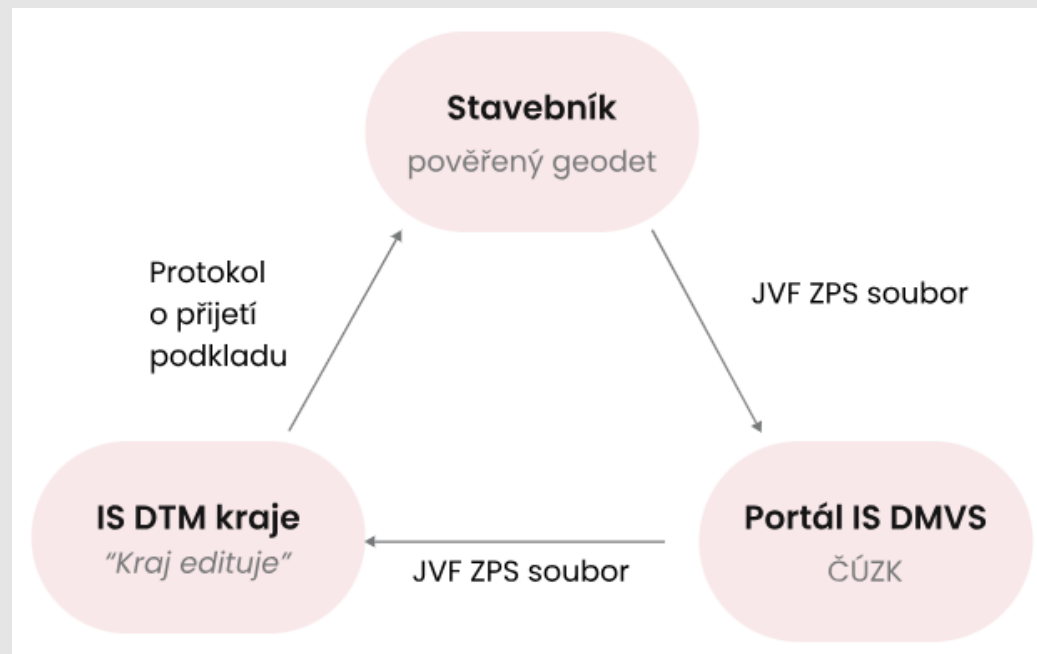 Stavebník
pověřený geodet
Protokol
o přijetí
podkladu
JVF ZPS soubor
IS DTM kraje
“Kraj edituje”
JVF ZPS soubor
Portál IS DMVS
ČÚZK